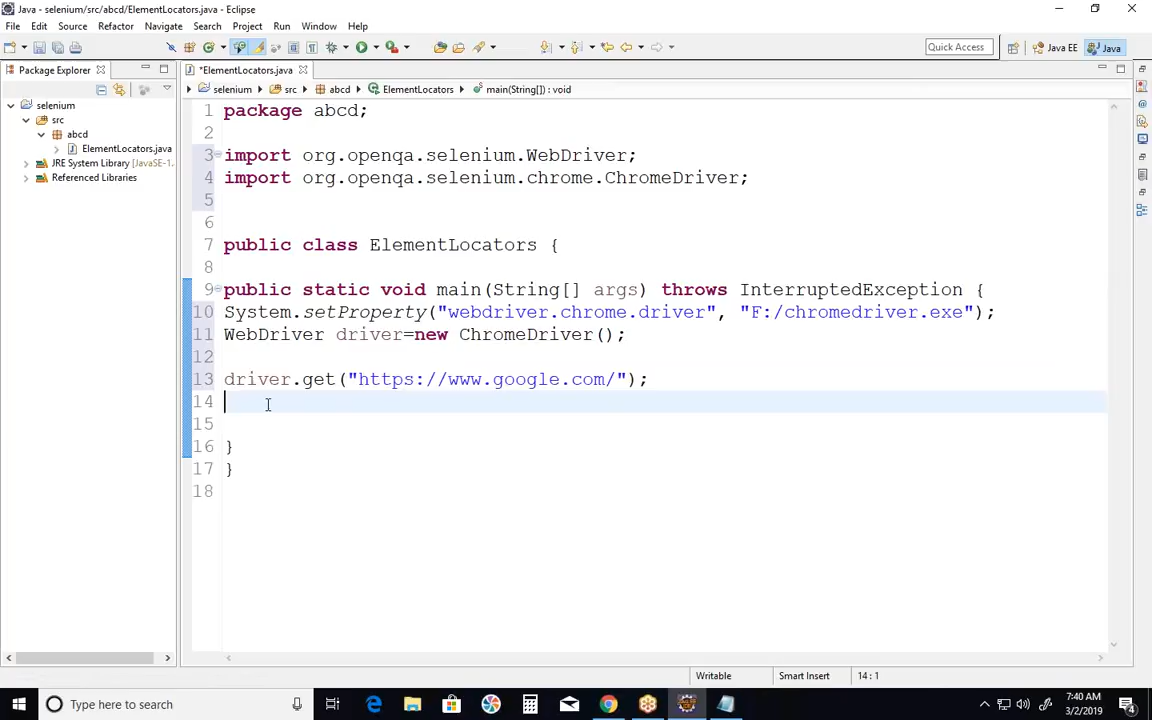 Java - selenium/src/abcd/ElementLocators.java - Eclipse
File Edit Source Refactor Navigate Search Project Run Window Help
Quick Access Java EE Java
Package Explorer
*ElementLocators.java
selenium src abcd ElementLocators main(String[]) : void
selenium
src
abcd
ElementLocators.java
JRE System Library [JavaSE-1.
Referenced Libraries
1 package abcd;
2
3 import org.openqa.selenium.WebDriver;
4 import org.openqa.selenium.chrome.ChromeDriver;
5
6
7 public class ElementLocators {
8
9 public static void main(String[] args) throws InterruptedException {
10 System.setProperty("webdriver.chrome.driver", "F:/chromedriver.exe");
11 WebDriver driver=new ChromeDriver();
12
13 driver.get("https://www.google.com/");
14
15
16 }
17 }
18
Writable Smart Insert 14 : 1
Type here to search
7:40 AM
3/2/2019
4